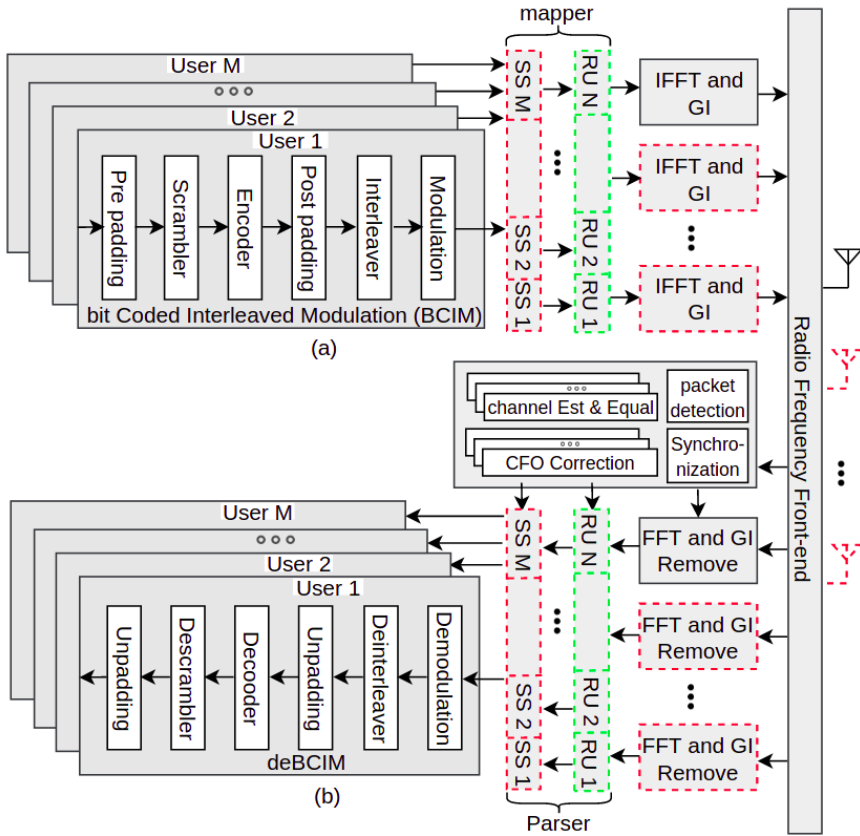 mapper
User M
User 2
User 1
Pre padding
Scrambler
Encoder
Post padding
Interleaver
Modulation
bit Coded Interleaved Modulation (BCIM)
(a)
SS M
SS 2
SS 1
RU N
RU 2
RU 1
IFFT and
GI
IFFT and
GI
IFFT and
GI
Radio Frequency Front-end
channel Est & Equal
packet
detection
CFO Correction
Synchro-
nization
User M
User 2
User 1
Unpadding
Descrambler
Decooder
Unpadding
Deinterleaver
Demodulation
deBCIM
(b)
SS M
SS 2
SS 1
RU N
RU 2
RU 1
FFT and GI
Remove
FFT and GI
Remove
FFT and GI
Remove
Parser